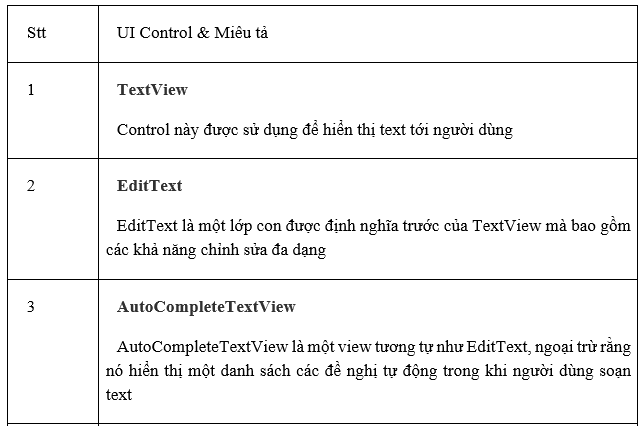 Stt
UI Control & Miêu tả
1
TextView
Control này được sử dụng để hiển thị text tới người dùng
2
EditText
EditText là một lớp con được định nghĩa trước của TextView mà bao gồm
các khả năng chỉnh sửa đa dạng
3
AutoCompleteTextView
AutoCompleteTextView là một view tương tự như EditText, ngoại trừ rằng
nó hiển thị một danh sách các đề nghị tự động trong khi người dùng soạn
text